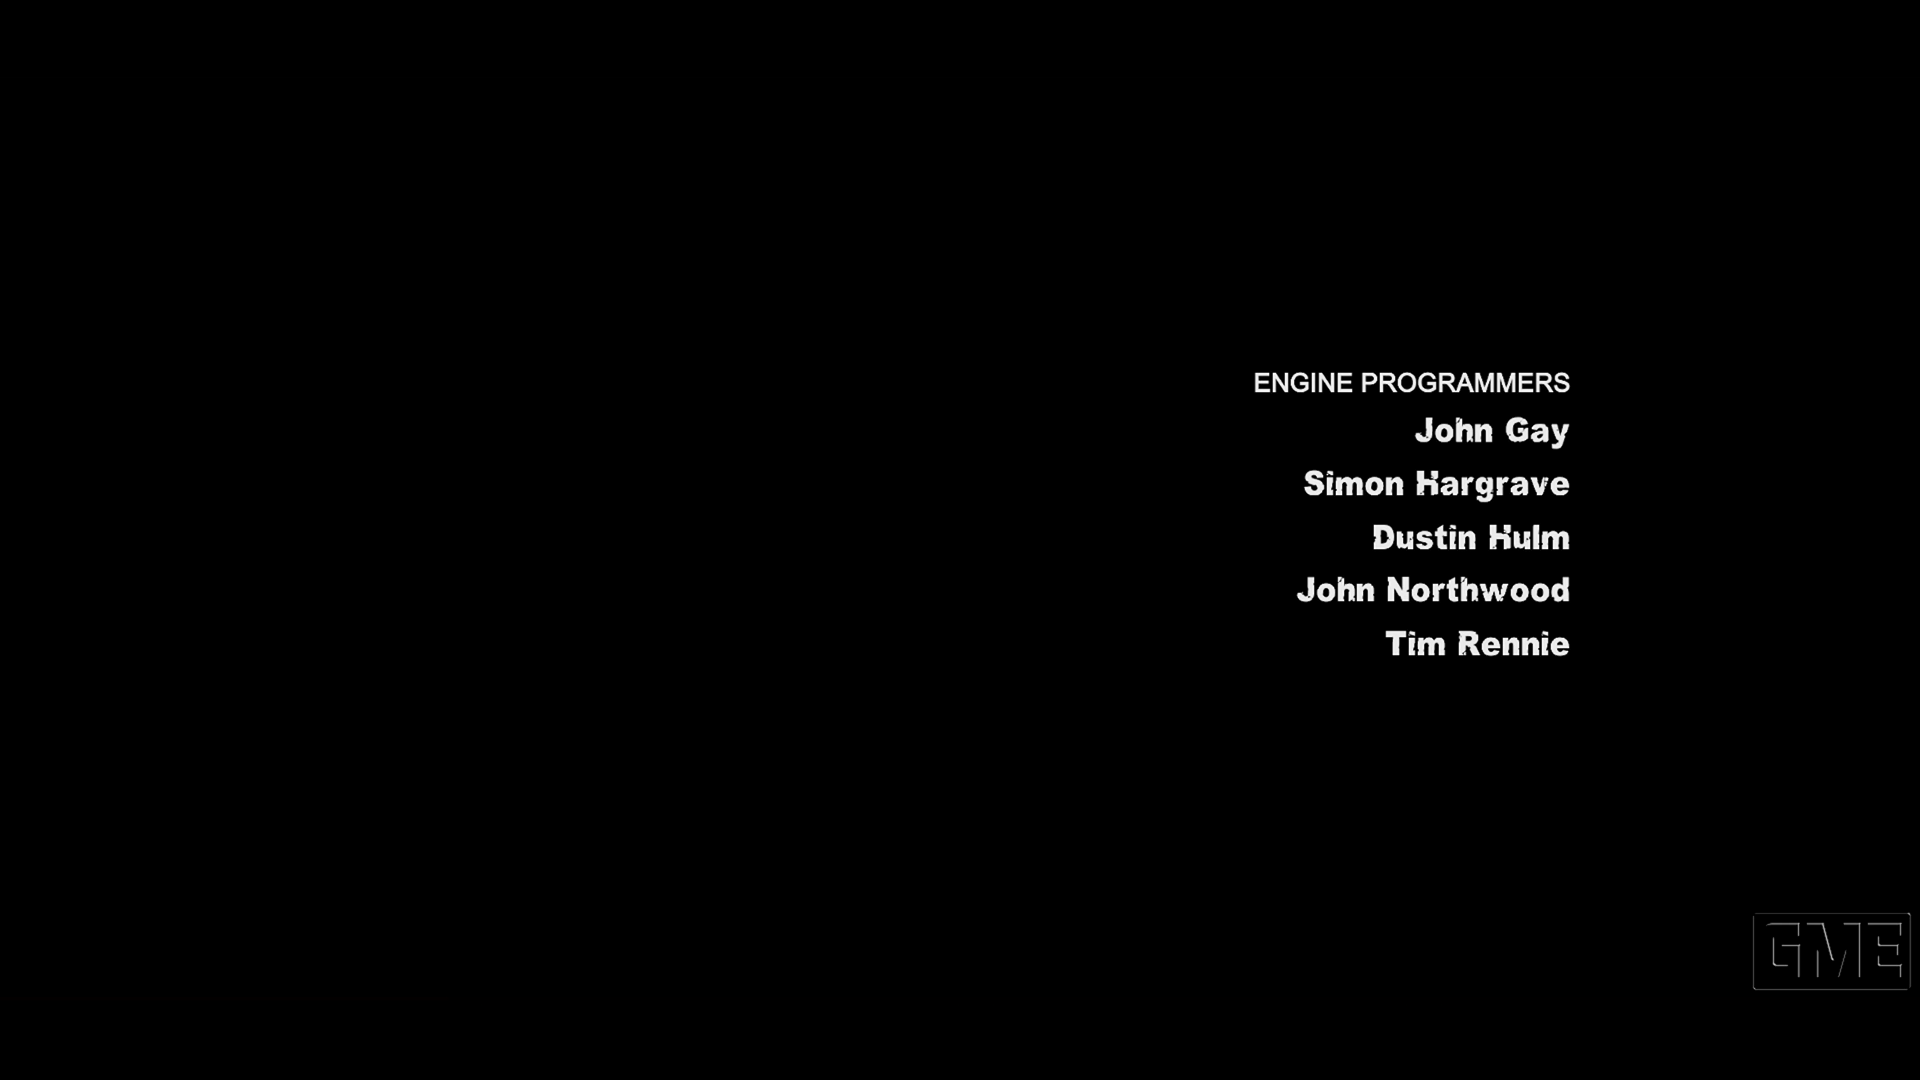 ENGINE PROGRAMMERS
John Gay
Simon Hargrave
Dustin Hulm
John Northwood
Tim Rennie
GME